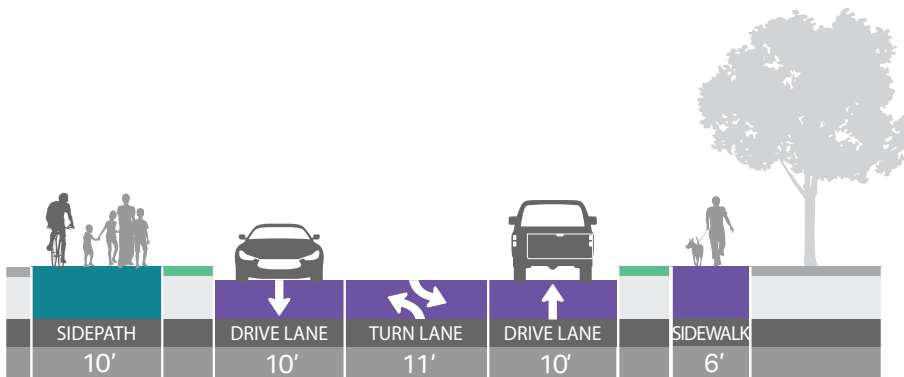 SIDEPATH DRIVE LANE TURN LANE DRIVE LANE SIDEWALK
10' 10' 11' 10' 6'